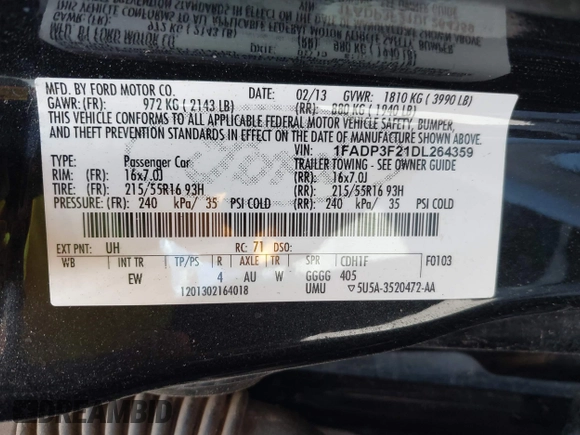 MFD. BY FORD MOTOR CO. DATE: 02/13 GVWR: 1810 KG ( 3990 LB)
GAWR: (FR): 972 KG ( 2143 LB) (RR): 880 KG ( 1940 LB)
THIS VEHICLE CONFORMS TO ALL APPLICABLE FEDERAL MOTOR VEHICLE SAFETY, BUMPER,
AND THEFT PREVENTION STANDARDS IN EFFECT ON THE DATE OF MANUFACTURE SHOWN ABOVE.
VIN: 1FADP3F21DL264359
TYPE: Passenger Car TRAILER TOWING - SEE OWNER GUIDE
RIM: (FR): 16x7.0J (RR): 16x7.0J
TIRE: (FR): 215/55R16 93H (RR): 215/55R16 93H
PRESSURE: (FR): 240 kPa/ 35 PSI COLD (RR): 240 kPa/ 35 PSI COLD
EXT PNT: UH RC: 71 DSO:
WB INT TR TP/PS R AXLE TR SPR CDH1F F0103
EW 4 AU W GGGG 405
1201302164018 UMU ▽5U5A-3520472-AA
DREAMBID